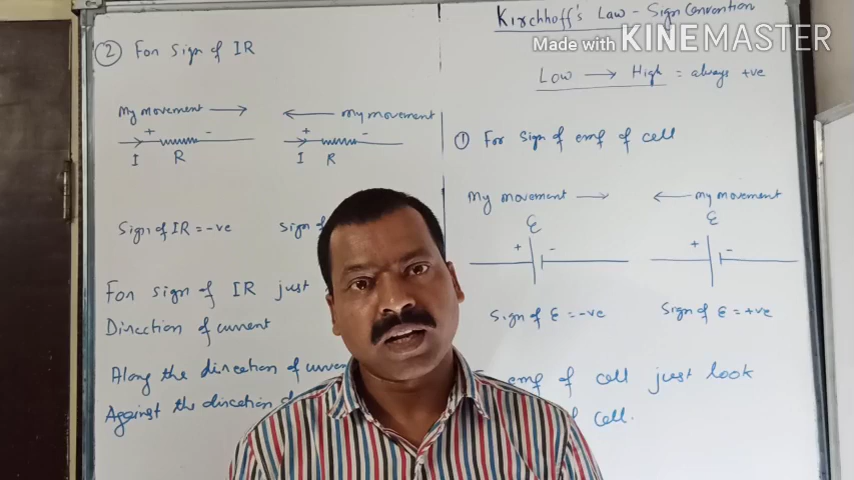 Kirchhoff's Law - Sign Convention
Made with KINEMASTER
Low → High = always +ve
① For sign of emf of cell
My movement → ← my movement
ε ε
+ - + -
Sign of ε = -ve Sign of ε = +ve
emf of cell just look
cell.
② For Sign of IR
My movement → ← my movement
+ - + -
I R I R
Sign of IR = -ve Sign of
For sign of IR just
Direction of current
Along the direction of
Against the direction